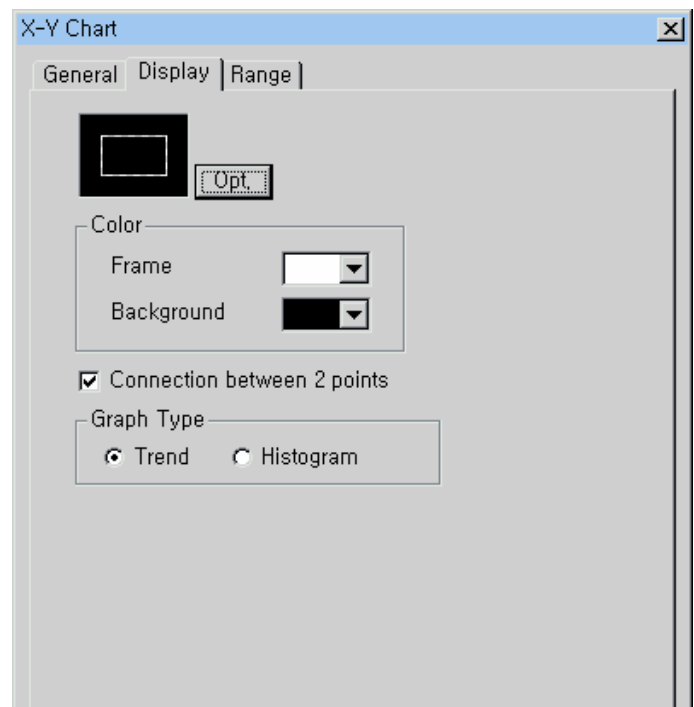 X-Y Chart
General Display Range
Opt.
Color
Frame
Background
Connection between 2 points
Graph Type
Trend Histogram